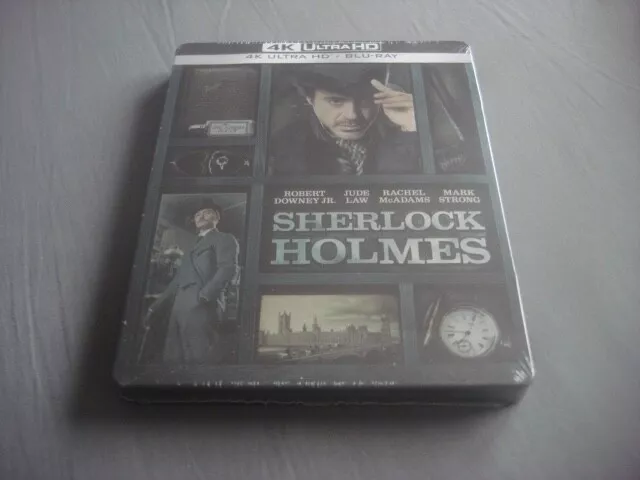 4K ULTRA HD
4K ULTRA HD + BLU-RAY
ROBERT JUDE RACHEL MARK
DOWNEY JR. LAW McADAMS STRONG
SHERLOCK
HOLMES